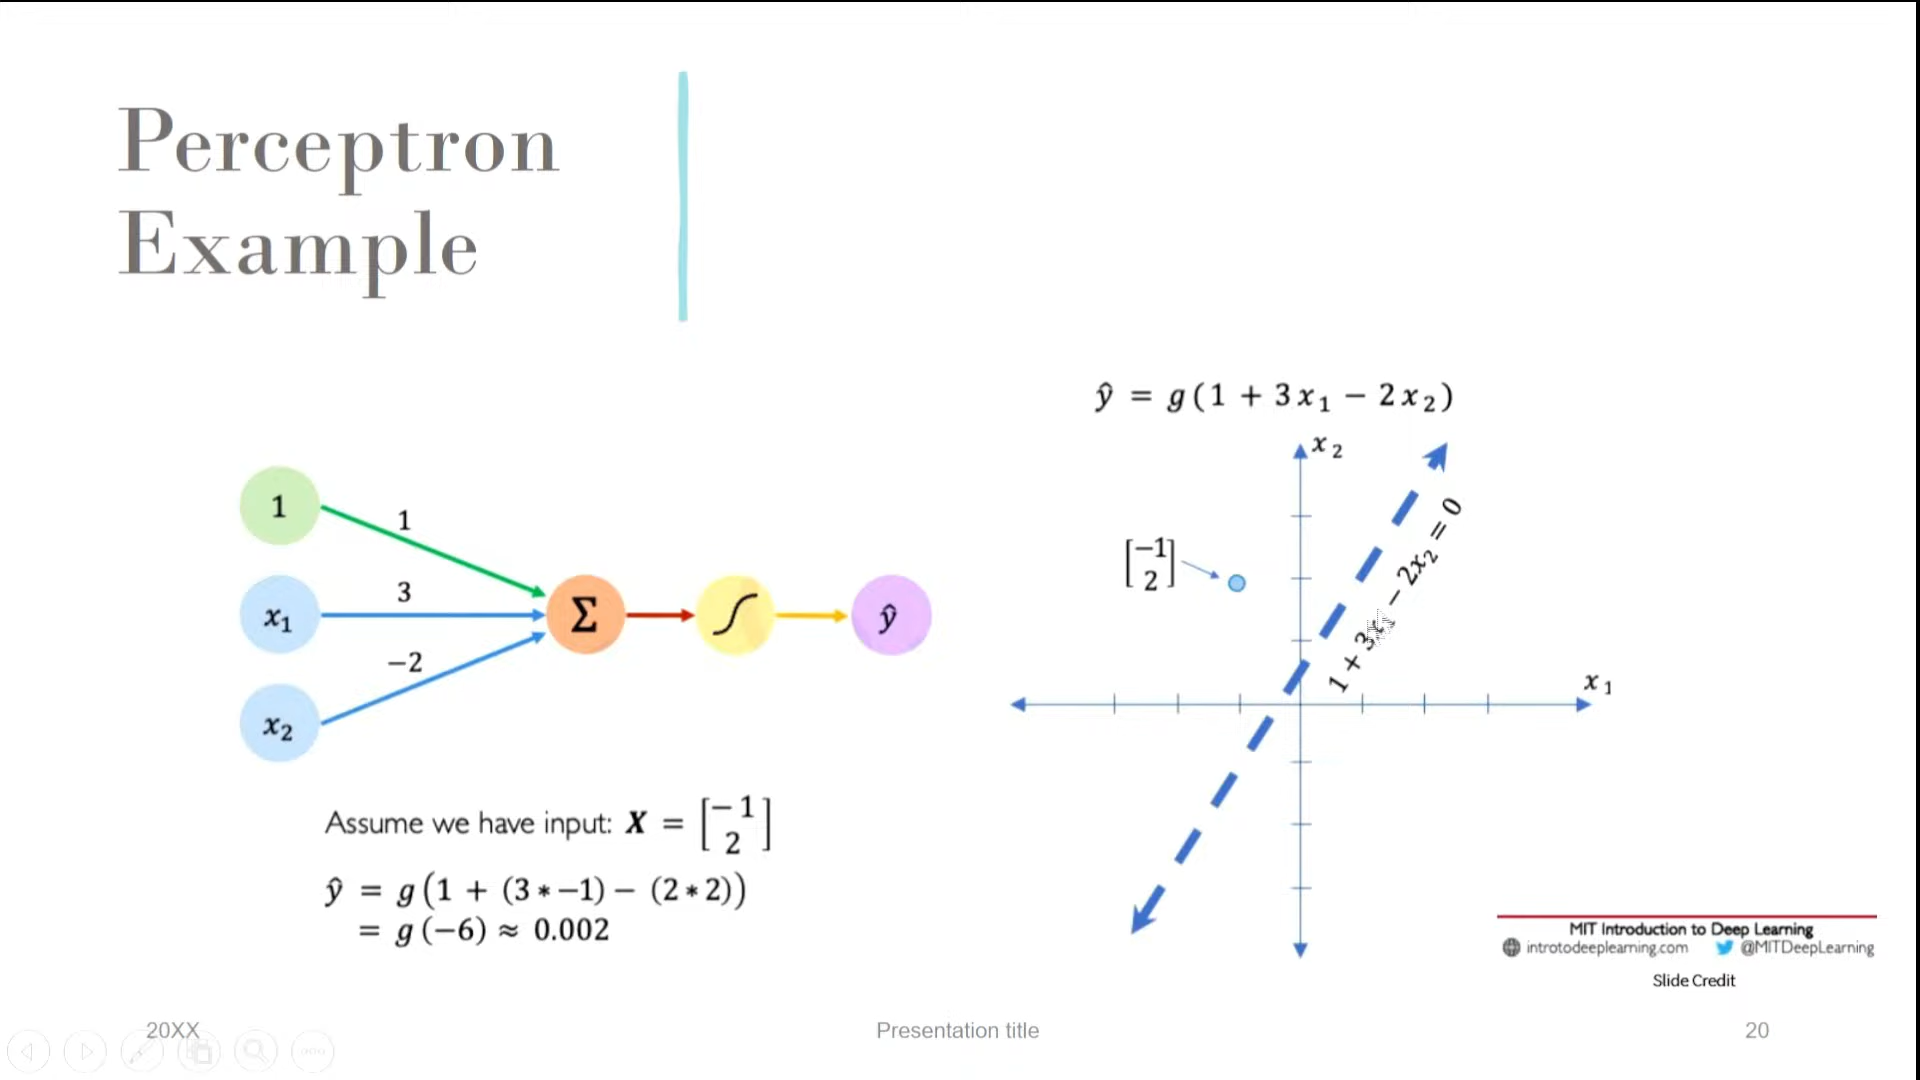 Perceptron
Example
ŷ = g(1 + 3x₁ − 2x₂)
x₂
1 + 3x₁ − 2x₂ = 0
[−1
2]
x₁
1
1
x₁
3
Σ
ŷ
−2
x₂
Assume we have input: X = [−1
2]
ŷ = g(1 + (3 * −1) − (2 * 2))
= g(−6) ≈ 0.002
MIT Introduction to Deep Learning
introtodeeplearning.com @MITDeepLearning
Slide Credit
20XX
Presentation title
20